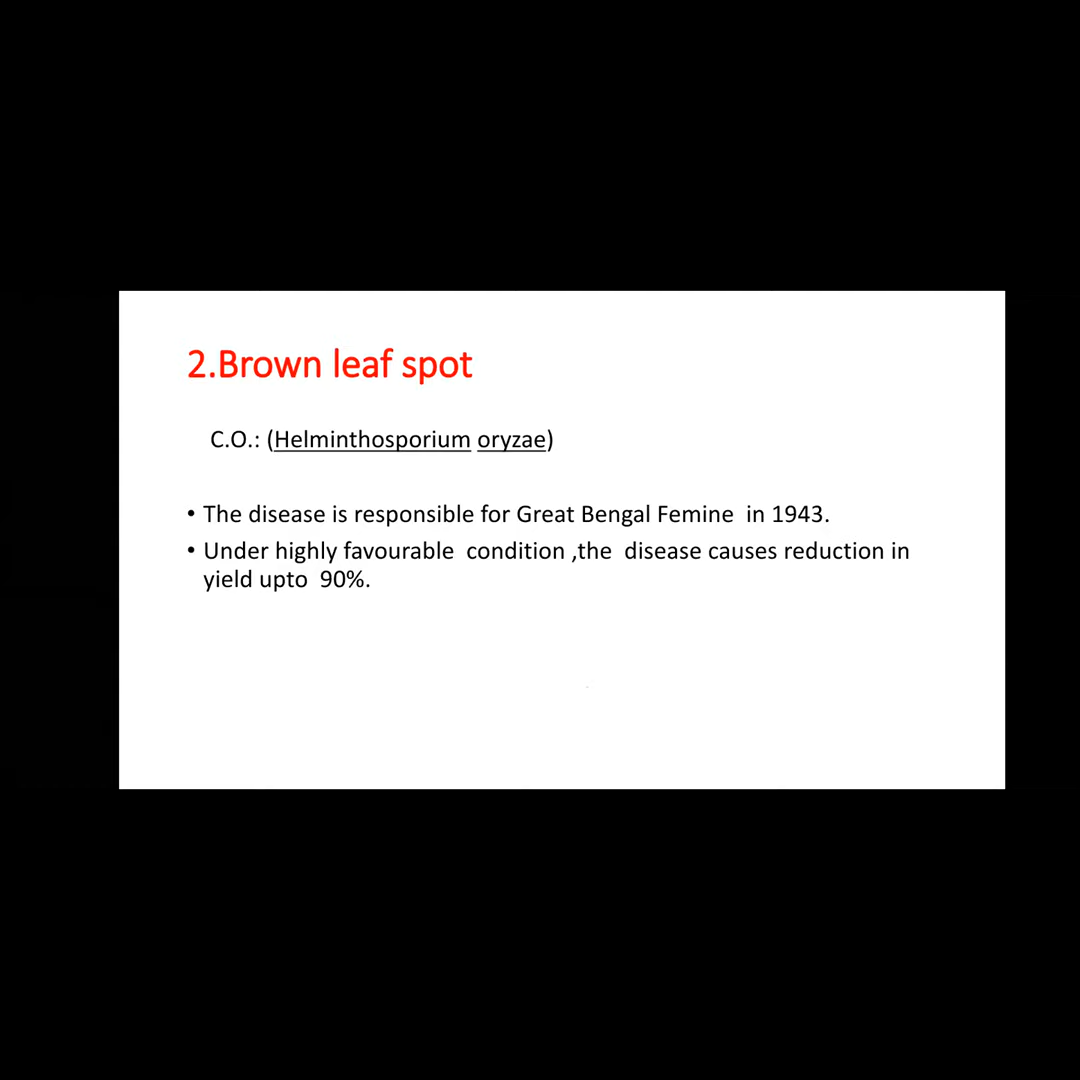 2.Brown leaf spot
C.O.: (Helminthosporium oryzae)
• The disease is responsible for Great Bengal Femine  in 1943.
• Under highly favourable  condition ,the  disease causes reduction in
yield upto  90%.